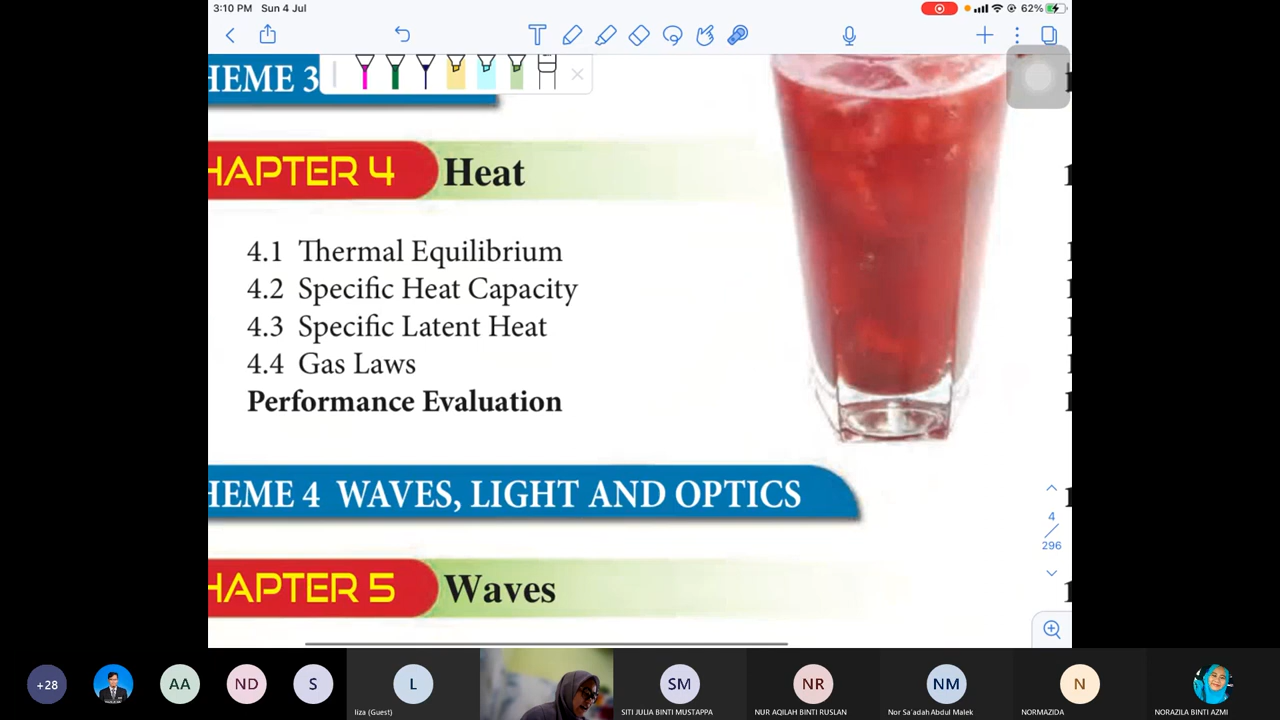 3:10 PM Sun 4 Jul
62%
HEME 3
HAPTER 4 Heat
4.1 Thermal Equilibrium
4.2 Specific Heat Capacity
4.3 Specific Latent Heat
4.4 Gas Laws
Performance Evaluation
HEME 4 WAVES, LIGHT AND OPTICS
4
296
HAPTER 5 Waves
+28
AA
ND
S
L
SM
NR
NM
N
liza (Guest)
SITI JULIA BINTI MUSTAPPA
NUR AQILAH BINTI RUSLAN
Nor Sa'adah Abdul Malek
NORMAZIDA
NORAZILA BINTI AZMI